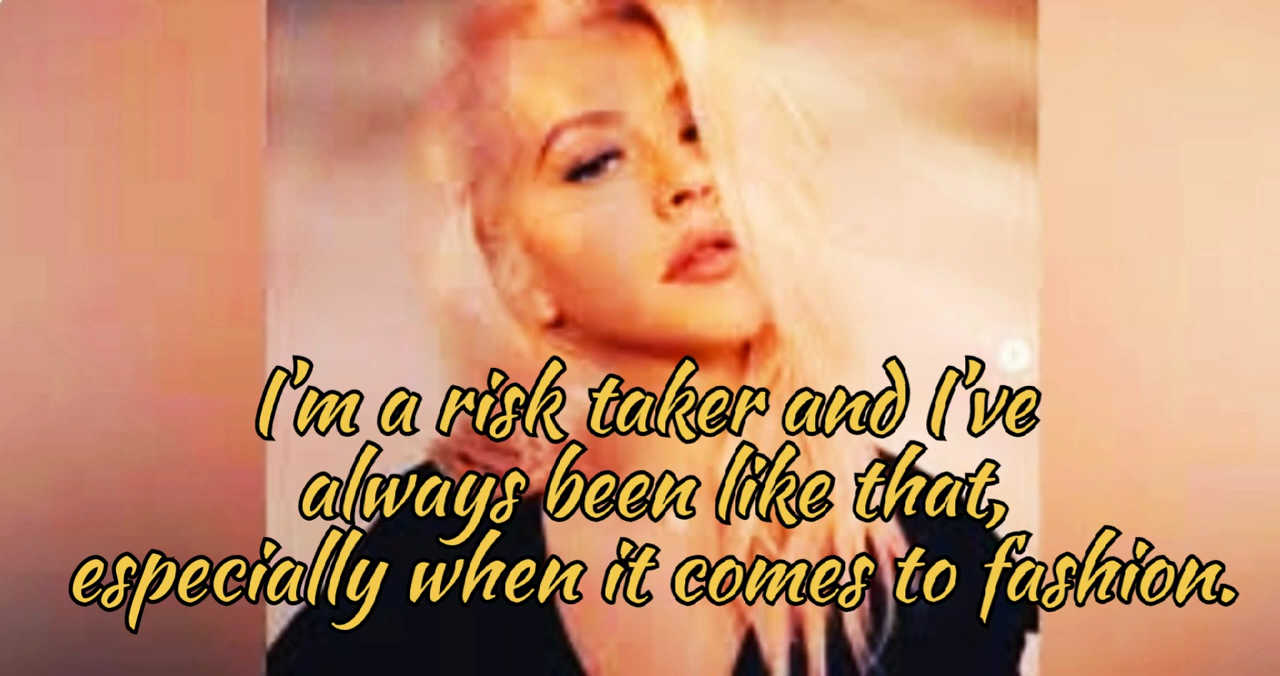 I'm a risk taker and I've
always been like that,
especially when it comes to fashion.